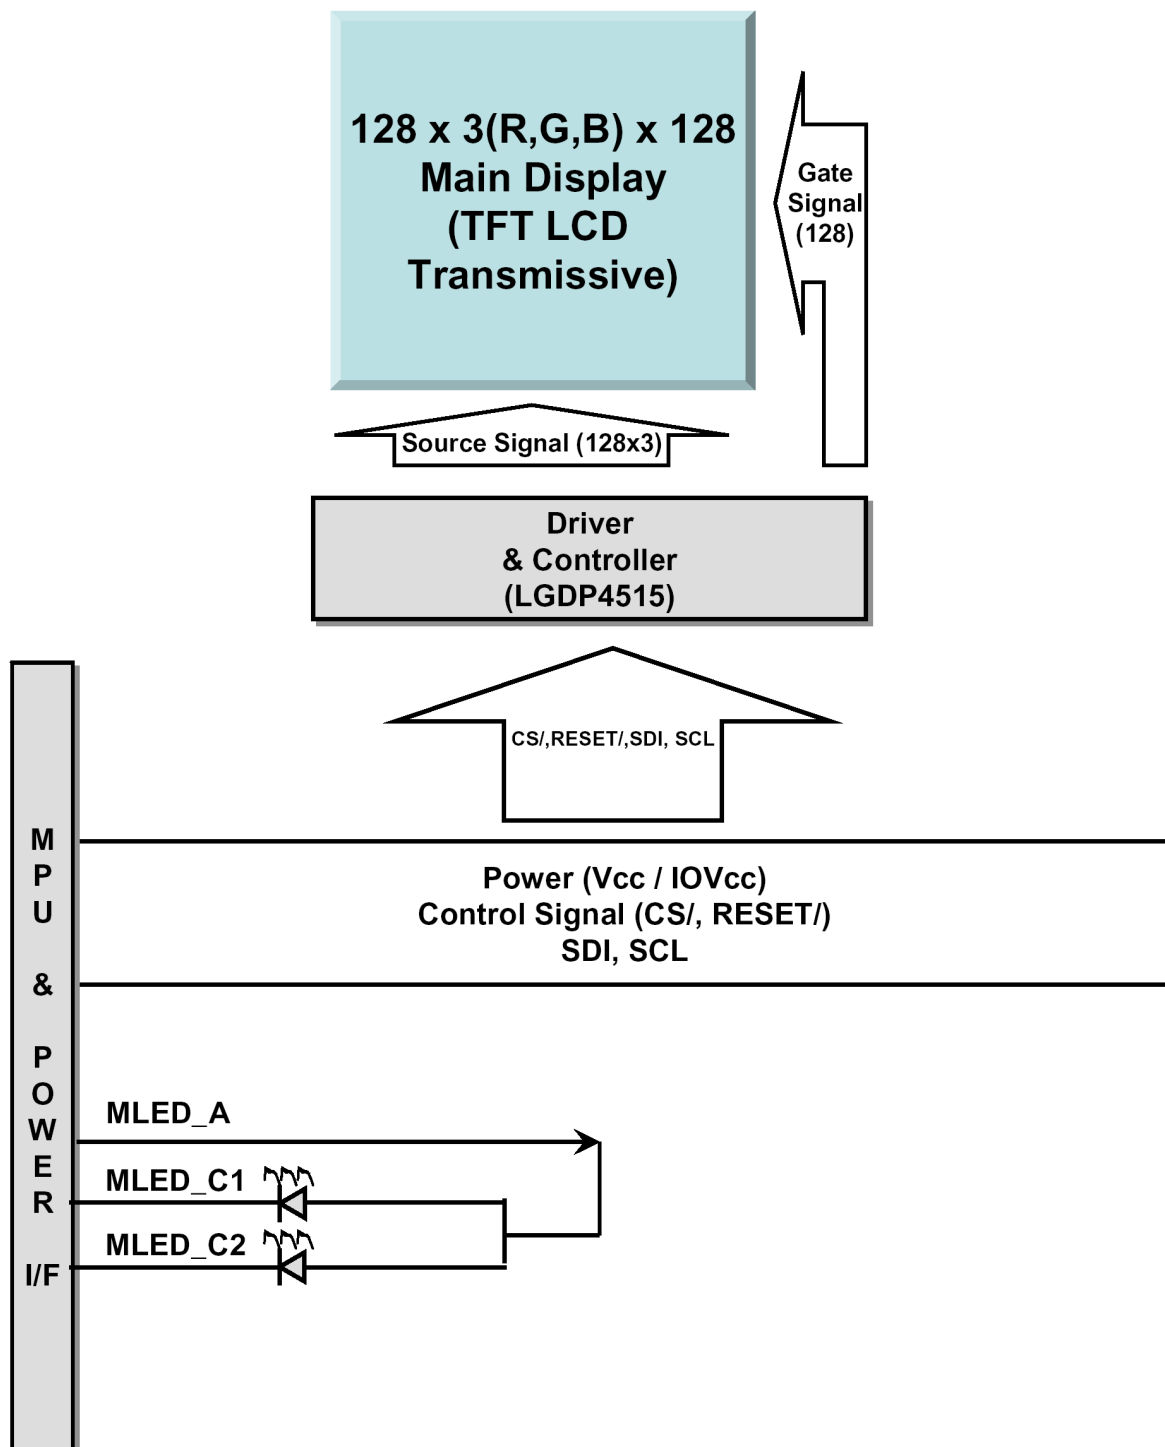 128 x 3(R,G,B) x 128
Main Display
(TFT LCD
Transmissive)
Gate
Signal
(128)
Source Signal (128x3)
Driver
& Controller
(LGDP4515)
CS/,RESET/,SDI, SCL
Power (Vcc / IOVcc)
Control Signal (CS/, RESET/)
SDI, SCL
M
P
U
&
P
O
W
E
R
I/F
MLED_A
MLED_C1
MLED_C2